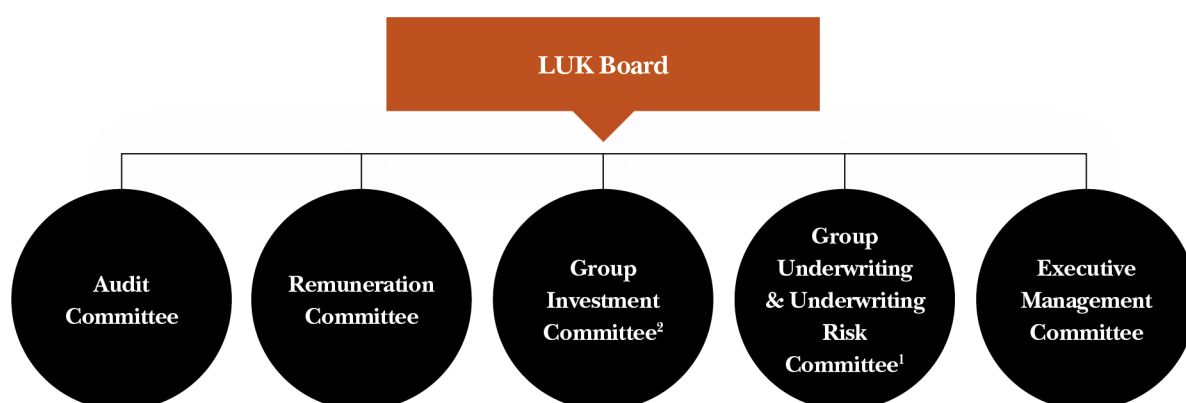 LUK Board
Audit
Committee
Remuneration
Committee
Group
Investment
Committee²
Group
Underwriting
& Underwriting
Risk
Committee¹
Executive
Management
Committee